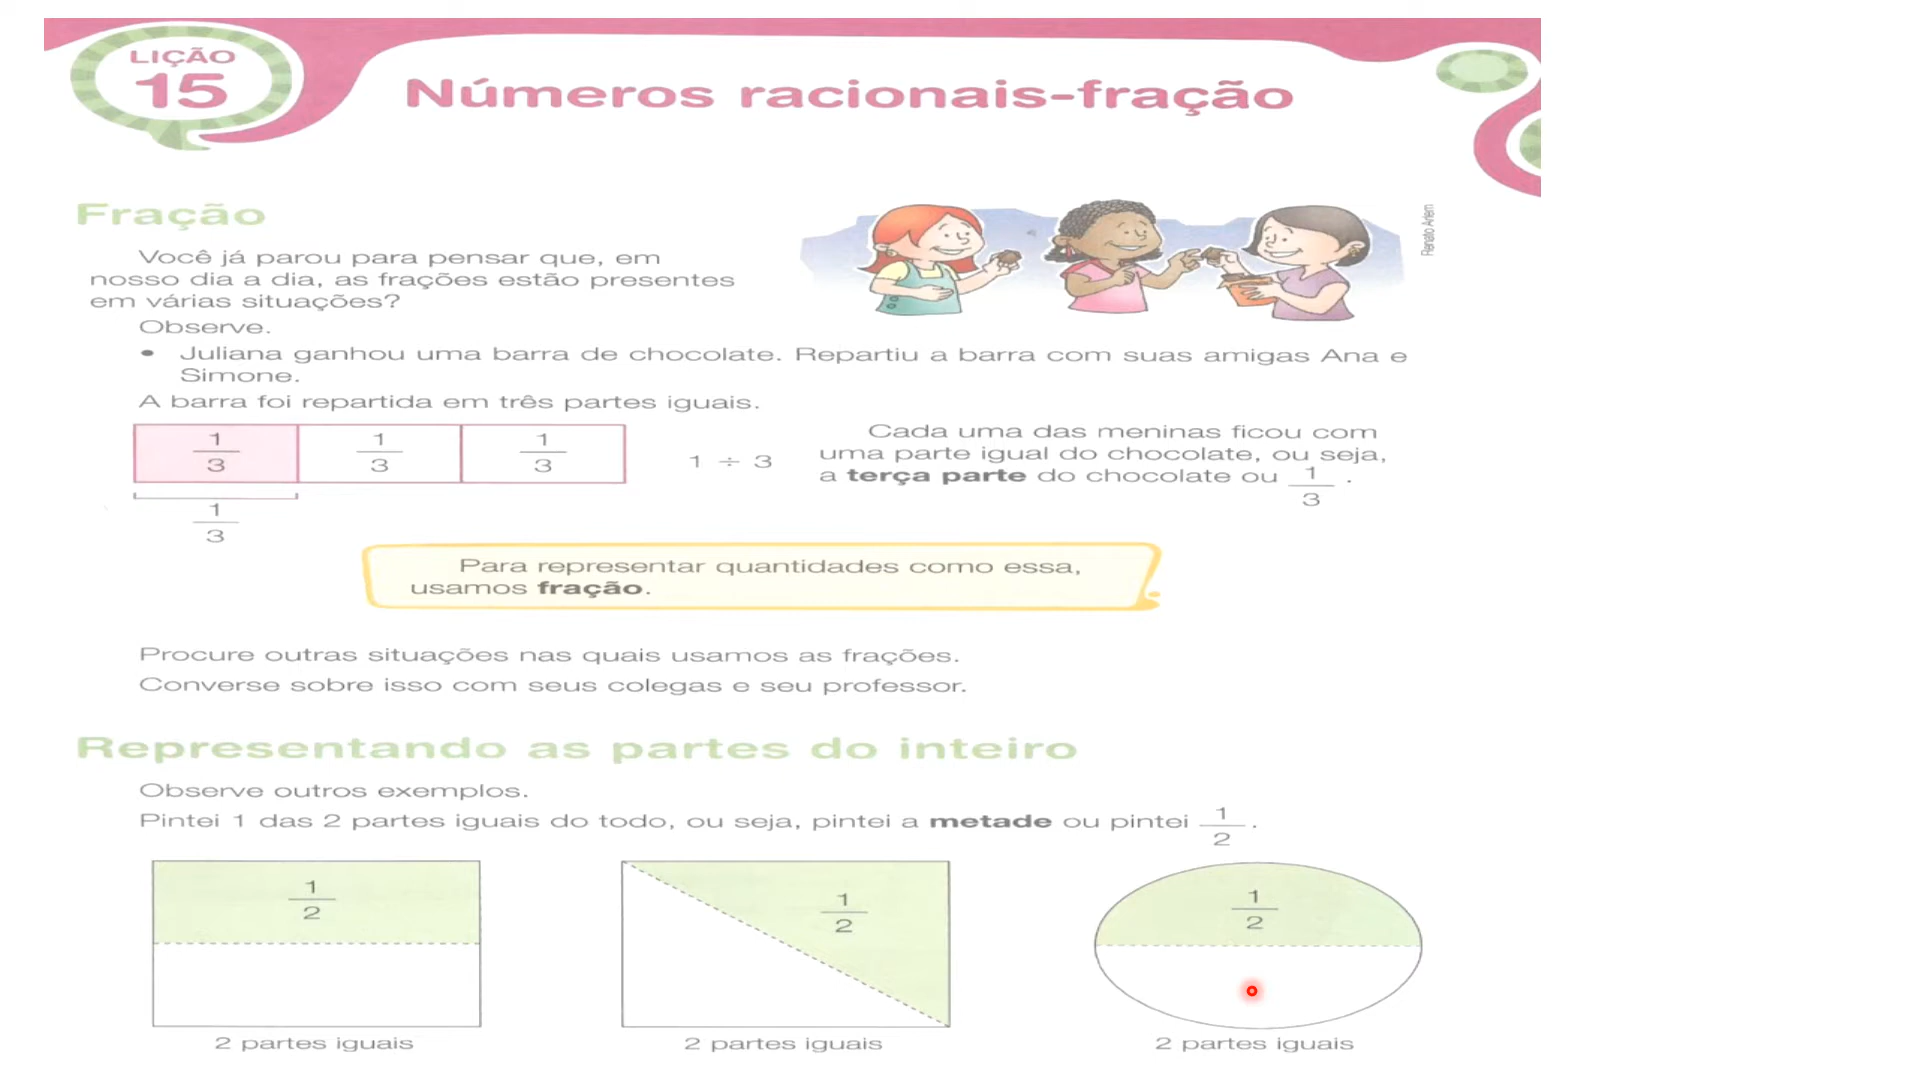 LIÇÃO
15
Números racionais-fração
Fração
Você já parou para pensar que, em
nosso dia a dia, as frações estão presentes
em várias situações?
Renato Arlem
Observe.
• Juliana ganhou uma barra de chocolate. Repartiu a barra com suas amigas Ana e
Simone.
A barra foi repartida em três partes iguais.
1/3 1/3 1/3
1/3
1 ÷ 3
Cada uma das meninas ficou com
uma parte igual do chocolate, ou seja,
a terça parte do chocolate ou 1/3.
Para representar quantidades como essa,
usamos fração.
Procure outras situações nas quais usamos as frações.
Converse sobre isso com seus colegas e seu professor.
Representando as partes do inteiro
Observe outros exemplos.
Pintei 1 das 2 partes iguais do todo, ou seja, pintei a metade ou pintei 1/2.
1/2 1/2 1/2
2 partes iguais 2 partes iguais 2 partes iguais